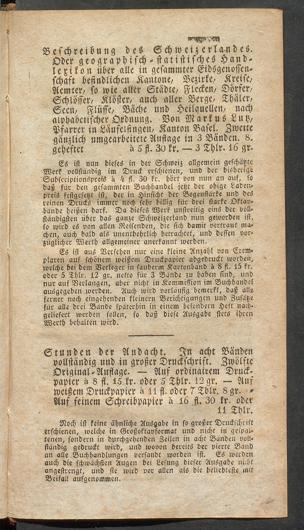 Beschreibung des Schweizerlandes.
Oder geographisch-statistisches Hand-
lexikon über alle in gesammter Eidsgenossen-
schaft befindlichen Kantone, Bezirke, Kreise,
Aemter, so wie aller Städte, Flecken, Dörfer,
Schlösser, Klöster, auch aller Berge, Thäler,
Seen, Flüsse, Bäche und Heilquellen, nach
alphabetischer Ordnung. Von Markus Lutz,
Pfarrer in Läufelfingen, Kanton Basel. Zweite
gänzlich umgearbeitete Auflage in 3 Bänden. 8.
geheftet à 5 fl. 30 kr. — 3 Thlr. 16 gr.
Es ist nun dieses in der Schweiz allgemein geschätzte
Werk vollständig im Druck erschienen, und der bisherige
Subscriptionspreis à 4 fl. 30 kr. hört von nun an auf, so
daß für den gesammten Buchhandel jetzt der obige Laden-
preis festgesetzt ist, der in Hinsicht der Bogenstärke und des
reinen Drucks immer noch sehr billig für drei starke Oktav-
bände heißen darf. Da dieses Werk unstreitig eins der voll-
ständigsten über das ganze Schweizerland nun geworden ist,
so wird es von allen Reisenden, die sich damit vertraut ma-
chen, auch bald als unentbehrlich betrachtet, und dessen vor-
züglicher Werth allgemeiner anerkannt werden.
Es ist aus Versehen nur eine kleine Anzahl von Exem-
plaren auf schönem weißem Druckpapier abgedruckt worden,
welche bei dem Verleger in saubern Kartonbänden à 8 fl. 15 kr.
oder 5 Thlr. 12 gr. netto für 3 Bände zu haben sind, und
nur auf Verlangen, aber nicht in Kommission im Buchhandel
ausgegeben worden. Auch wird vorläufig bemerkt, daß alle
ferner noch eingehenden kleinern Berichtigungen und Zusätze
für alle drei Bände späterhin in einem besondern Heft nach-
geliefert werden sollen, so daß diese Ausgabe stets ihren
Werth behalten wird.
Stunden der Andacht. In acht Bänden
vollständig und in großer Druckschrift. Zwölfte
Original-Auflage. — Auf ordinairem Druck-
papier à 8 fl. 15 kr. oder 5 Thlr. 12 gr. — Auf
weißem Druckpapier à 11 fl. oder 7 Thlr. 8 gr. —
Auf feinem Schreibpapier à 16 fl. 30 kr. oder
11 Thlr.
Noch ist keine ähnliche Ausgabe in so großer Druckschrift
erschienen, welche in Großoktavformat und nicht in gespal-
tenen, sondern in durchgehenden Zeilen in acht Bänden voll-
ständig gedruckt wird, und wovon bereits der vierte Band
an alle Buchhandlungen versandt worden ist. Es werden
auch die schwächsten Augen bei Lesung dieser Ausgabe nicht
angestrengt, und sie wird vor allen als die beliebteste mit
Beifall aufgenommen.